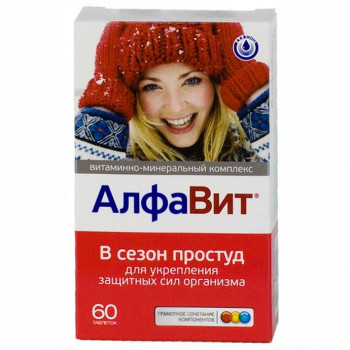 витаминно-минеральный комплекс
АлфаВит®
В сезон простуд
для укрепления
защитных сил организма
60
таблеток
грамотное сочетание
компонентов